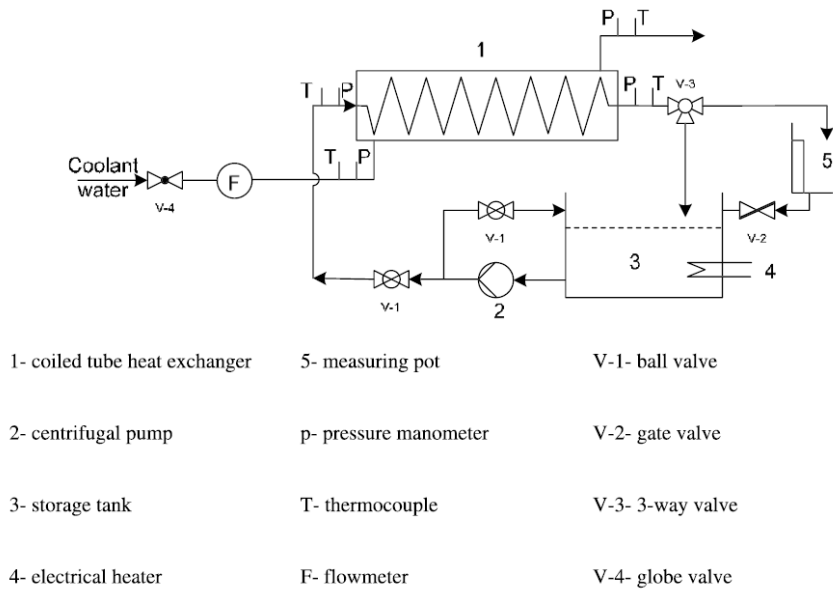 P T
1
T P
P T V-3
Coolant
water
V-4
F
T P
5
V-1
V-2
3
4
V-1
2
1- coiled tube heat exchanger 5- measuring pot V-1- ball valve
2- centrifugal pump p- pressure manometer V-2- gate valve
3- storage tank T- thermocouple V-3- 3-way valve
4- electrical heater F- flowmeter V-4- globe valve